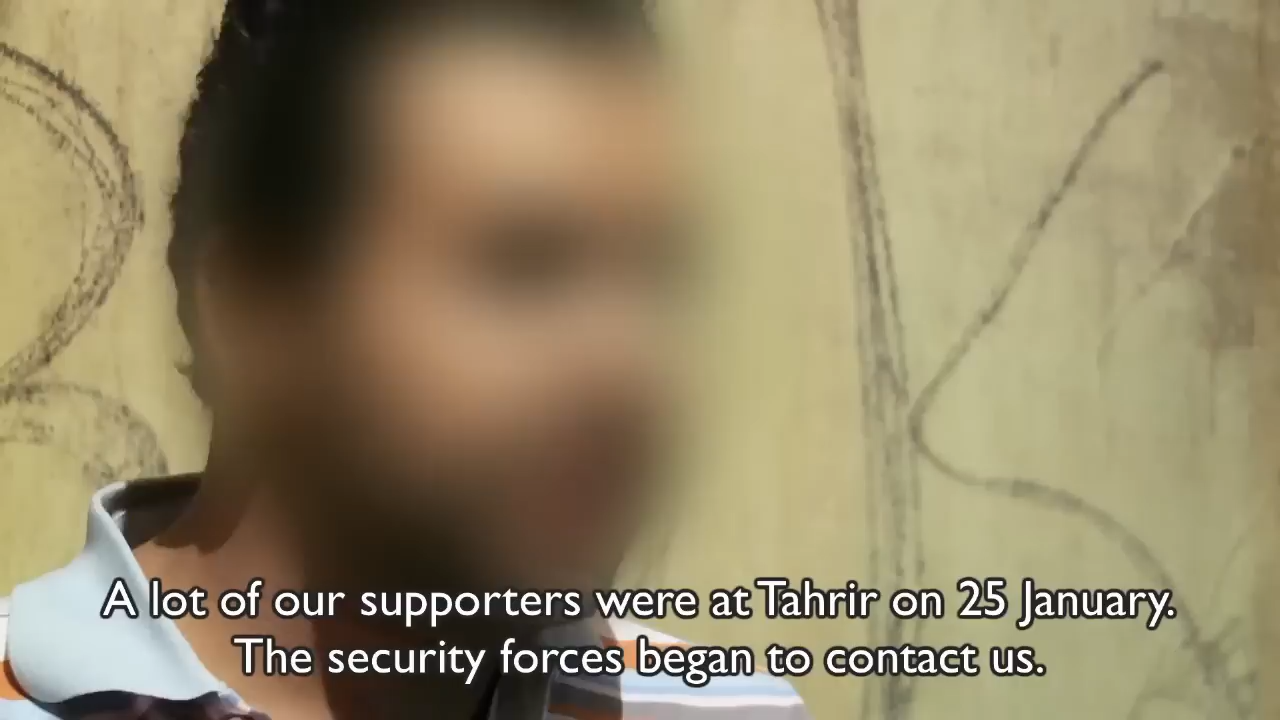 A lot of our supporters were at Tahrir on 25 January.
The security forces began to contact us.